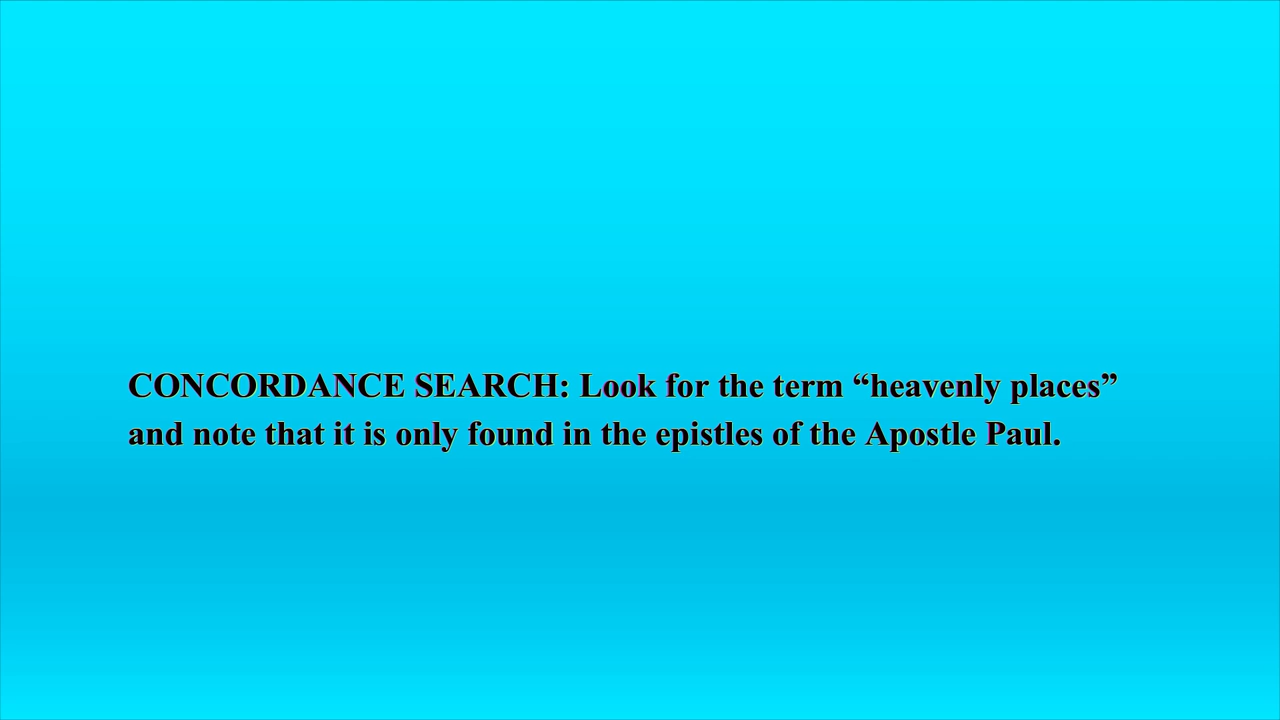 CONCORDANCE SEARCH: Look for the term “heavenly places”
and note that it is only found in the epistles of the Apostle Paul.